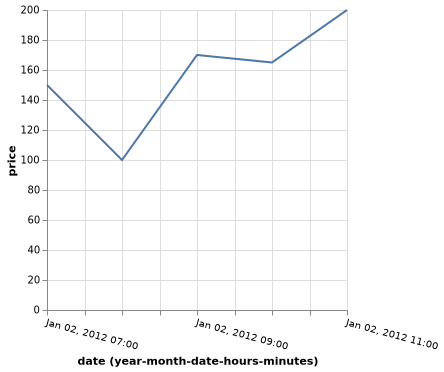 200
180
160
140
120
100
80
60
40
20
0
price
Jan 02, 2012 07:00
Jan 02, 2012 09:00
Jan 02, 2012 11:00
date (year-month-date-hours-minutes)